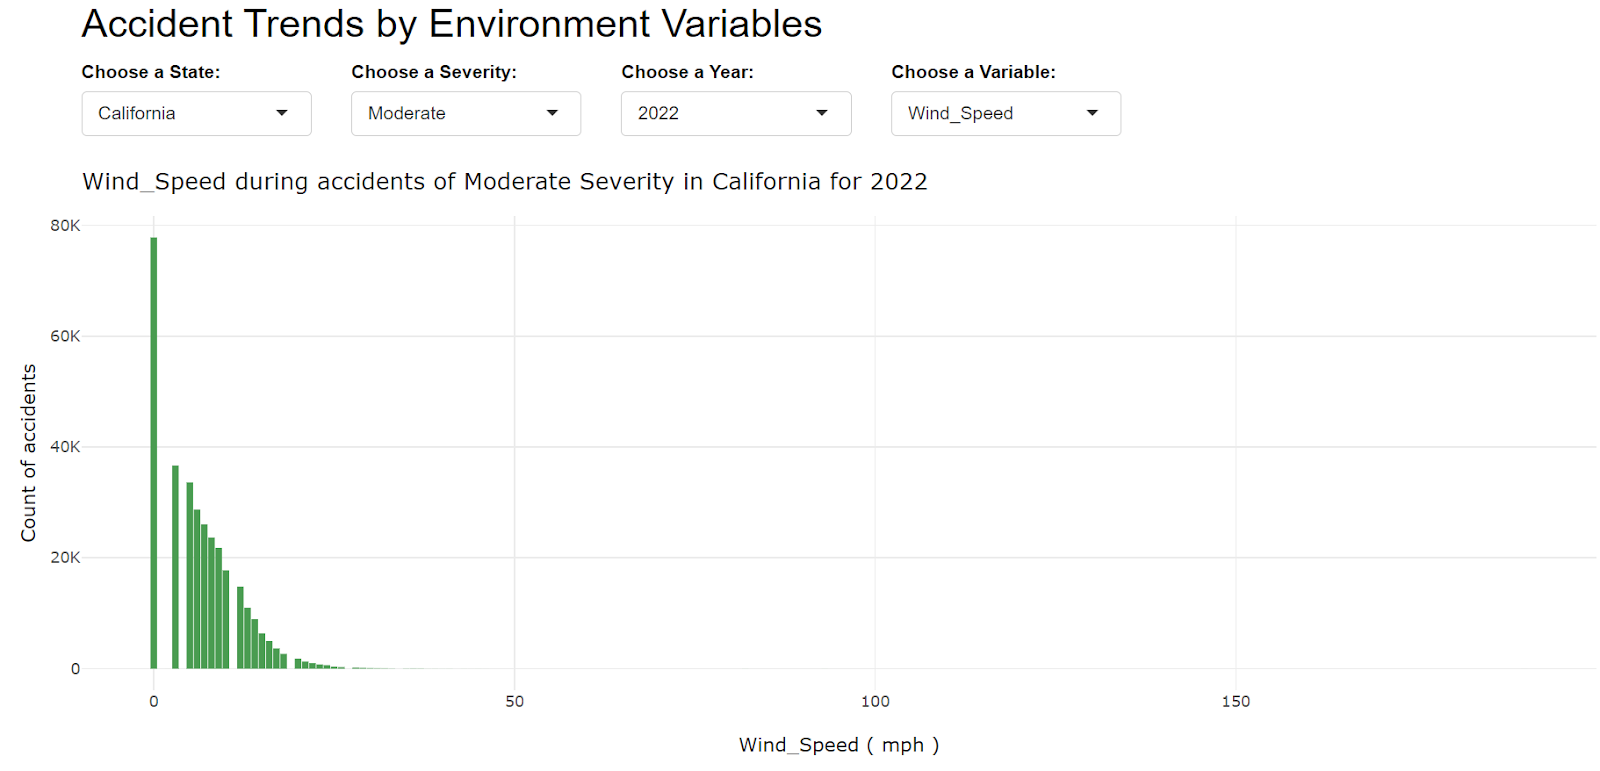 Accident Trends by Environment Variables
Choose a State: Choose a Severity: Choose a Year: Choose a Variable:
California Moderate 2022 Wind_Speed
Wind_Speed during accidents of Moderate Severity in California for 2022
80K
60K
40K
20K
0
Count of accidents
0 50 100 150
Wind_Speed ( mph )